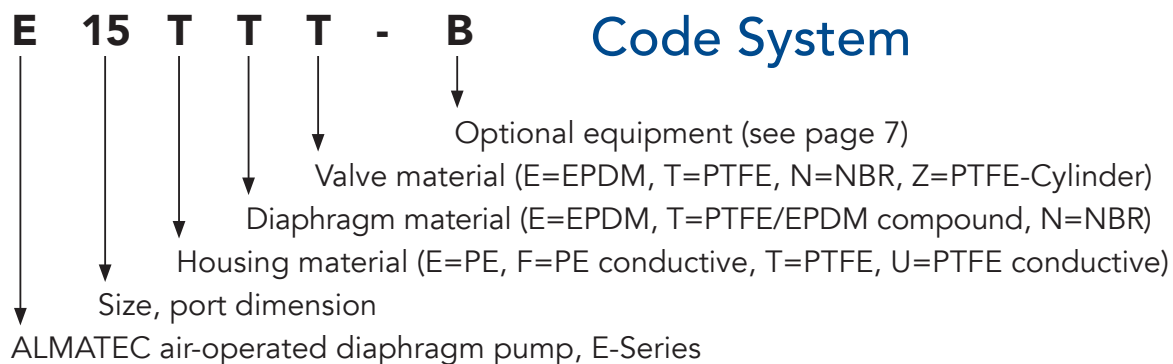 E 15 T T T - B Code System
Optional equipment (see page 7)
Valve material (E=EPDM, T=PTFE, N=NBR, Z=PTFE-Cylinder)
Diaphragm material (E=EPDM, T=PTFE/EPDM compound, N=NBR)
Housing material (E=PE, F=PE conductive, T=PTFE, U=PTFE conductive)
Size, port dimension
ALMATEC air-operated diaphragm pump, E-Series